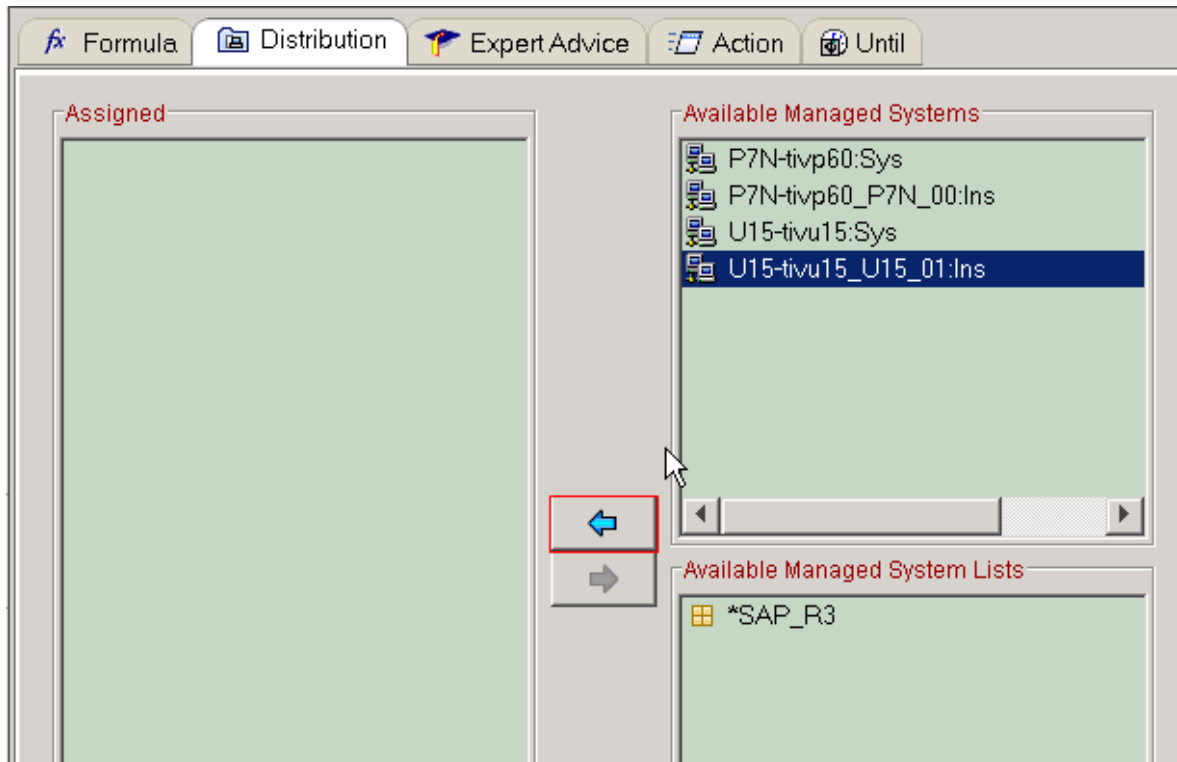 Formula Distribution Expert Advice Action Until
Assigned
Available Managed Systems
P7N-tivp60:Sys
P7N-tivp60_P7N_00:Ins
U15-tivu15:Sys
U15-tivu15_U15_01:Ins
Available Managed System Lists
*SAP_R3